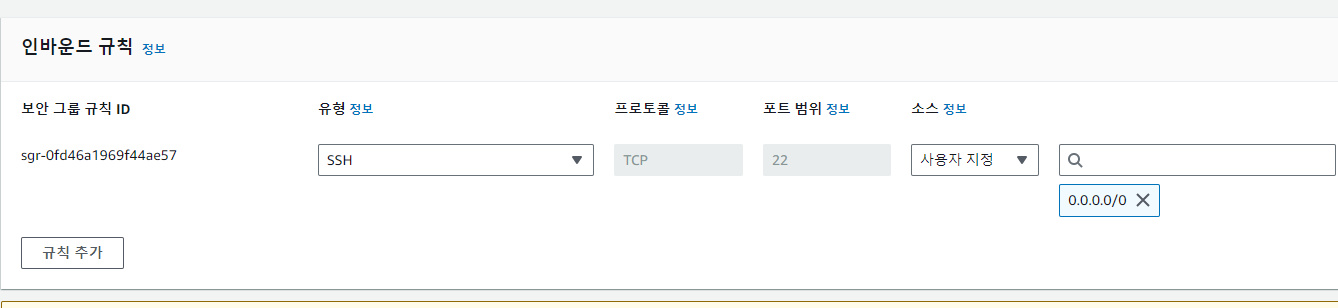 인바운드 규칙 정보
보안 그룹 규칙 ID 유형 정보 프로토콜 정보 포트 범위 정보 소스 정보
sgr-0fd46a1969f44ae57 SSH TCP 22 사용자 지정
0.0.0.0/0
규칙 추가